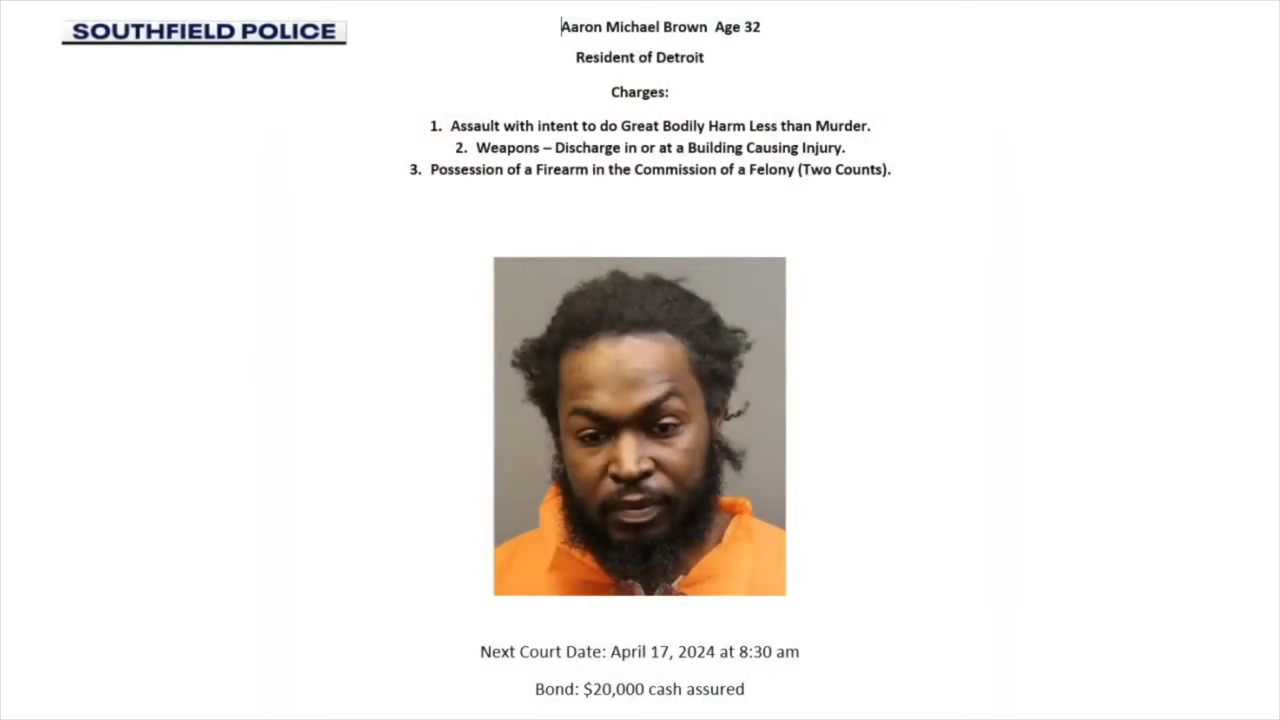 SOUTHFIELD POLICE
Aaron Michael Brown  Age 32
Resident of Detroit
Charges:
1.  Assault with intent to do Great Bodily Harm Less than Murder.
2.  Weapons – Discharge in or at a Building Causing Injury.
3.  Possession of a Firearm in the Commission of a Felony (Two Counts).
Next Court Date: April 17, 2024 at 8:30 am
Bond: $20,000 cash assured